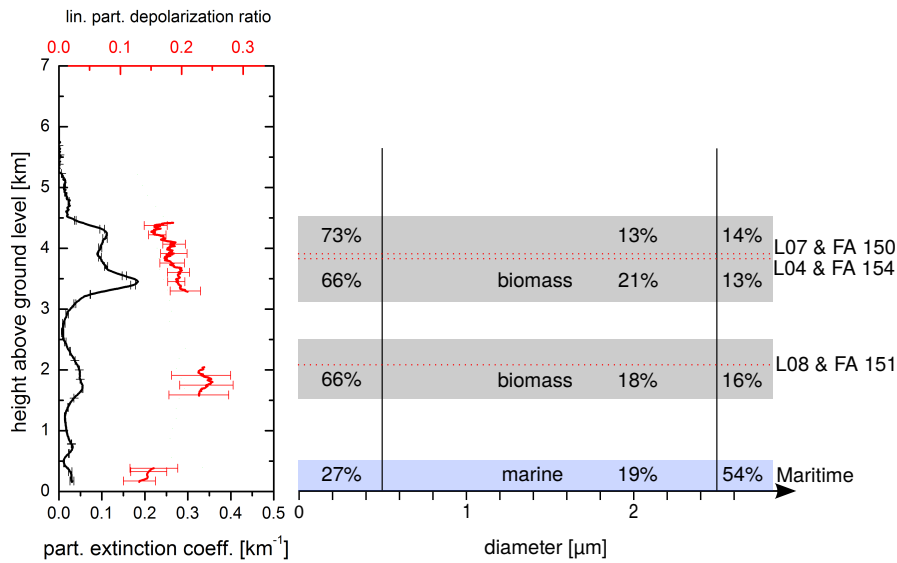 lin. part. depolarization ratio
0.0 0.1 0.2 0.3
7
6
5
4
3
2
1
0
height above ground level [km]
0.0 0.1 0.2 0.3 0.4 0.5
part. extinction coeff. [km-1]
73% 13% 14%
L07 & FA 150
L04 & FA 154
66% biomass 21% 13%
L08 & FA 151
66% biomass 18% 16%
27% marine 19% 54% Maritime
0 1 2
diameter [µm]